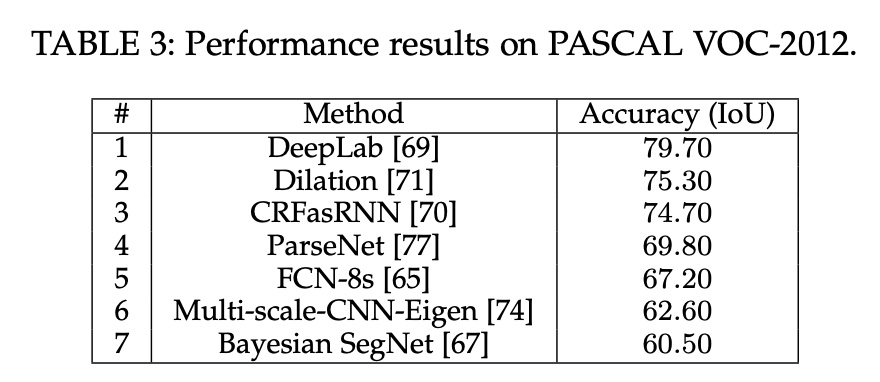 TABLE 3: Performance results on PASCAL VOC-2012.
# Method Accuracy (IoU)
1 DeepLab [69] 79.70
2 Dilation [71] 75.30
3 CRFasRNN [70] 74.70
4 ParseNet [77] 69.80
5 FCN-8s [65] 67.20
6 Multi-scale-CNN-Eigen [74] 62.60
7 Bayesian SegNet [67] 60.50